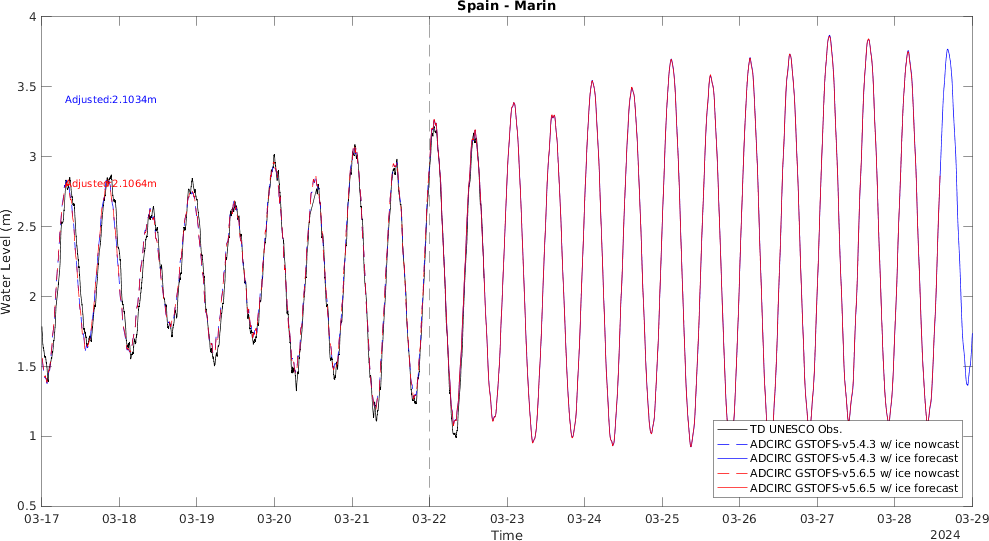 Spain - Marin
Water Level (m)
4
3.5
3
2.5
2
1.5
1
0.5
Adjusted:2.1034m
Adjusted:2.1064m
TD UNESCO Obs.
ADCIRC GSTOFS-v5.4.3 w/ ice nowcast
ADCIRC GSTOFS-v5.4.3 w/ ice forecast
ADCIRC GSTOFS-v5.6.5 w/ ice nowcast
ADCIRC GSTOFS-v5.6.5 w/ ice forecast
03-17 03-18 03-19 03-20 03-21 03-22 03-23 03-24 03-25 03-26 03-27 03-28 03-29
Time
2024